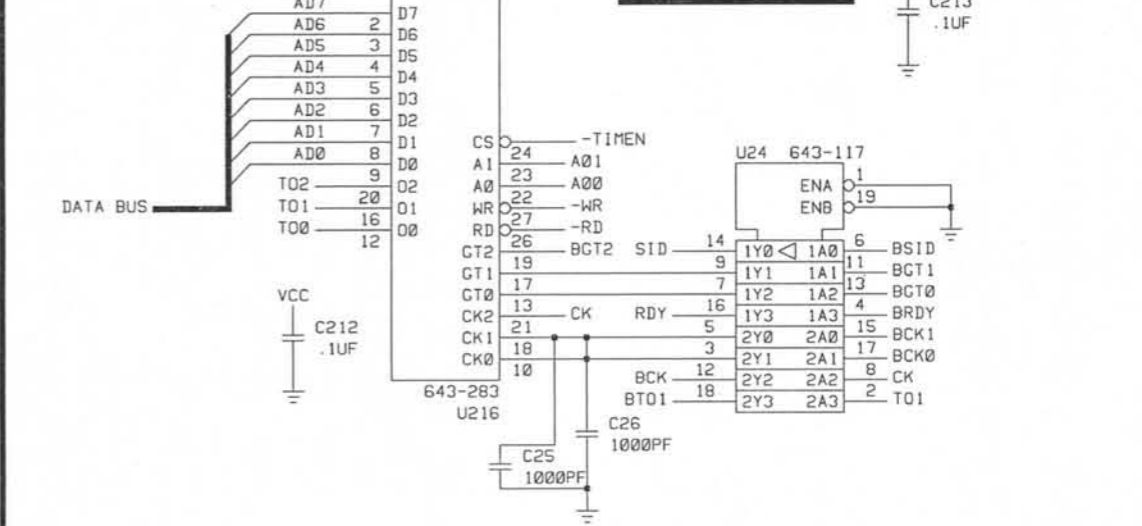 AD7
D7
C213
.1UF
AD6 2 D6
AD5 3 D5
AD4 4 D4
AD3 5 D3
AD2 6 D2
AD1 7 D1
AD0 8 D0
9
TO2 O2
20
TO1 O1
16
TO0 O0
12
DATA BUS
CS -TIMEN
24
A1 A01
23
A0 A00
22
WR -WR
27
RD -RD
26
GT2 BGT2
19
GT1
17
GT0
13
CK2 CK
21
CK1
18
CK0
10
643-283
U216
VCC
C212
.1UF
U24 643-117
ENA 1
ENB 19
SID 14 1Y0 1A0 6 BSID
9 1Y1 1A1 11 BGT1
7 1Y2 1A2 13 BGT0
RDY 16 1Y3 1A3 4 BRDY
5 2Y0 2A0 15 BCK1
3 2Y1 2A1 17 BCK0
BCK 12 2Y2 2A2 8 CK
BTO1 18 2Y3 2A3 2 TO1
C26
1000PF
C25
1000PF